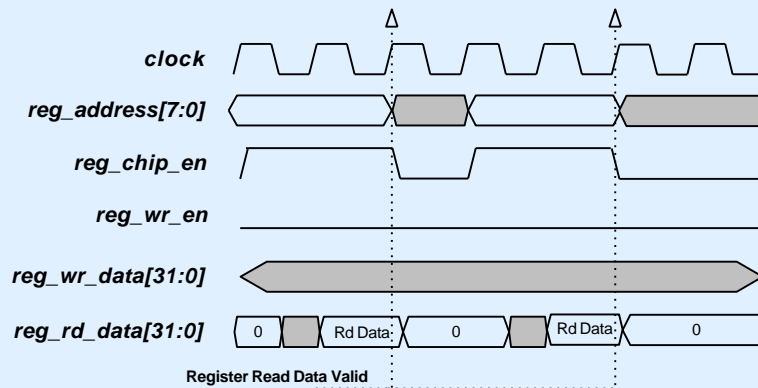 clock
reg_address[7:0]
reg_chip_en
reg_wr_en
reg_wr_data[31:0]
reg_rd_data[31:0] 0 Rd Data 0 Rd Data 0
Register Read Data Valid